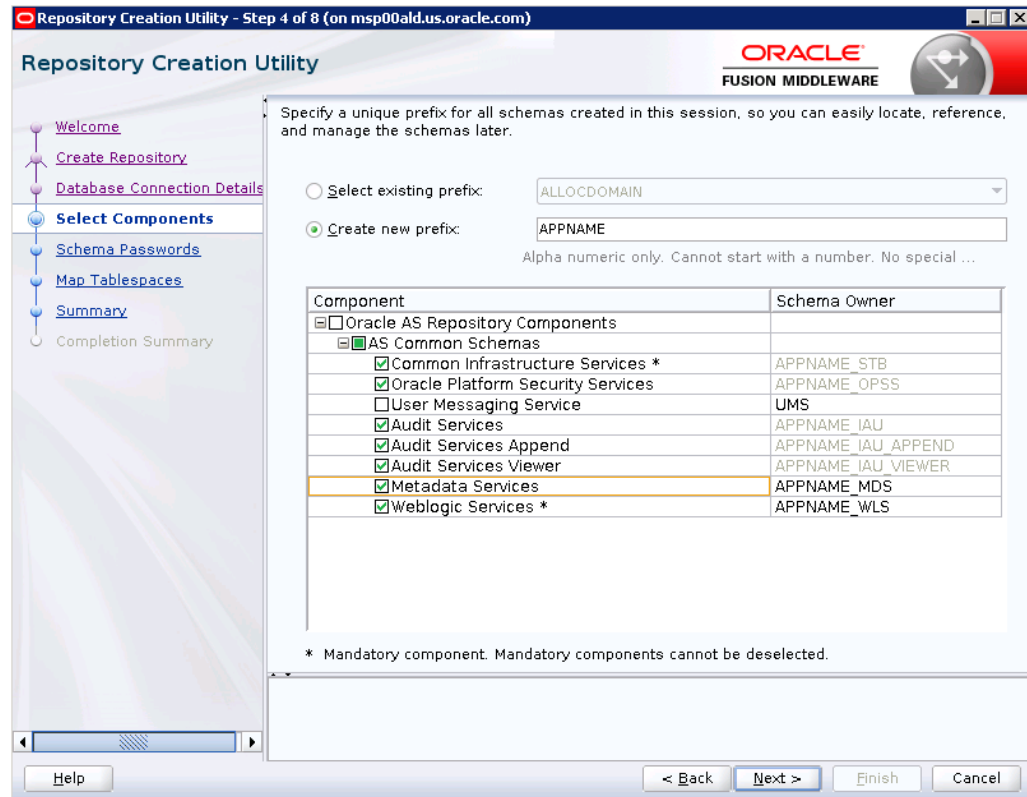 Repository Creation Utility - Step 4 of 8 (on msp00ald.us.oracle.com)
Repository Creation Utility
ORACLE
FUSION MIDDLEWARE
Welcome
Create Repository
Database Connection Details
Select Components
Schema Passwords
Map Tablespaces
Summary
Completion Summary
Specify a unique prefix for all schemas created in this session, so you can easily locate, reference,
and manage the schemas later.
Select existing prefix: ALLOCDOMAIN
Create new prefix: APPNAME
Alpha numeric only. Cannot start with a number. No special ...
Component Schema Owner
Oracle AS Repository Components
AS Common Schemas
Common Infrastructure Services * APPNAME_STB
Oracle Platform Security Services APPNAME_OPSS
User Messaging Service UMS
Audit Services APPNAME_IAU
Audit Services Append APPNAME_IAU_APPEND
Audit Services Viewer APPNAME_IAU_VIEWER
Metadata Services APPNAME_MDS
Weblogic Services * APPNAME_WLS
* Mandatory component. Mandatory components cannot be deselected.
Help < Back Next > Finish Cancel